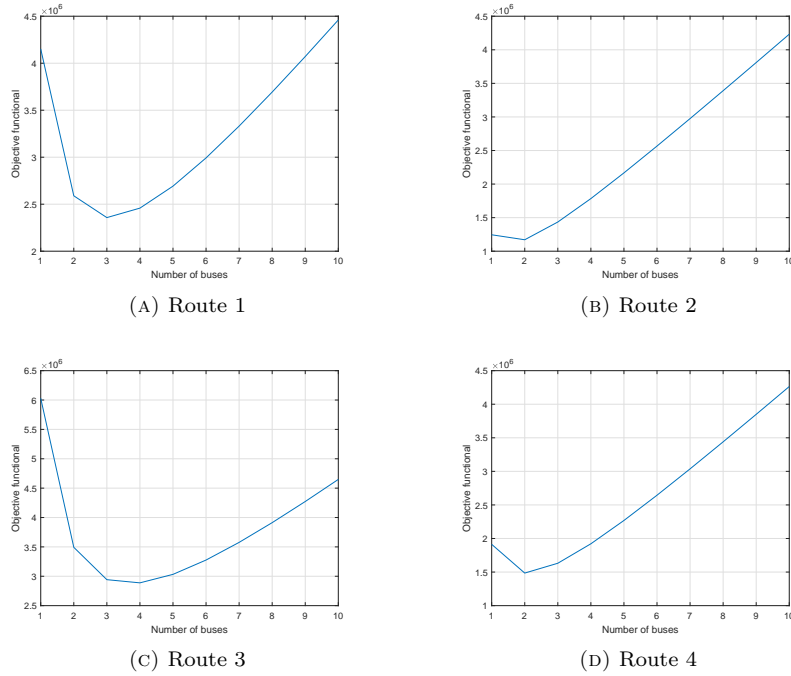 ×10^6
4.5
4
3.5
3
2.5
2
Objective functional
1 2 3 4 5 6 7 8 9 10
Number of buses
(A) Route 1
×10^6
4.5
4
3.5
3
2.5
2
1.5
1
Objective functional
1 2 3 4 5 6 7 8 9 10
Number of buses
(B) Route 2
×10^6
6.5
6
5.5
5
4.5
4
3.5
3
2.5
Objective functional
1 2 3 4 5 6 7 8 9 10
Number of buses
(C) Route 3
×10^6
4.5
4
3.5
3
2.5
2
1.5
1
Objective functional
1 2 3 4 5 6 7 8 9 10
Number of buses
(D) Route 4